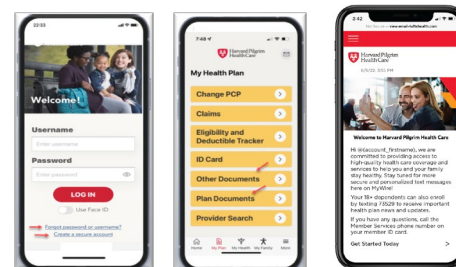 22:22
Welcome!
Username
Enter username
Password
Enter password
LOG IN
Use Face ID
Forgot password or username?
Create a secure account
7:48
Harvard Pilgrim
HealthCare
My Health Plan
Change PCP
Claims
Eligibility and
Deductible Tracker
ID Card
Other Documents
Plan Documents
Provider Search
Home
My Plan
My Health
My Family
More
3:42
Harvard Pilgrim
HealthCare
Welcome to Harvard Pilgrim Health Care
Hi @{account_firstname}, we are
committed to providing access to
high-quality health care coverage and
services to help you and your family
stay healthy. Stay tuned for more
secure and personalized text messages
here on MyWire!
Your 18+ dependents can also enroll
by texting 73529 to receive important
health plan news and updates.
If you have any questions, call the
Member Services phone number on
your member ID card.
Get Started Today >